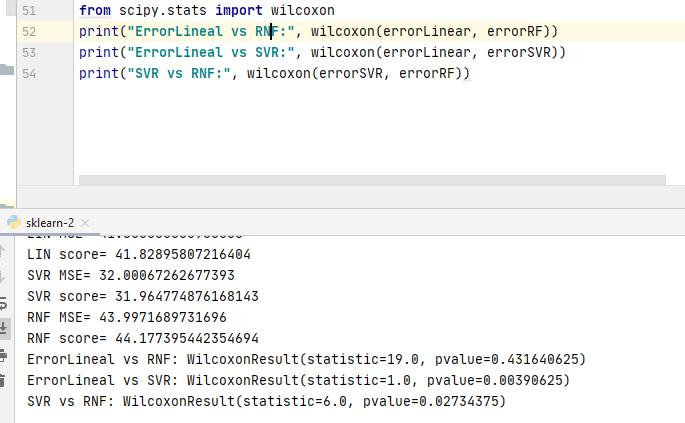 51 from scipy.stats import wilcoxon
52 print("ErrorLineal vs RNF:", wilcoxon(errorLinear, errorRF))
53 print("ErrorLineal vs SVR:", wilcoxon(errorLinear, errorSVR))
54 print("SVR vs RNF:", wilcoxon(errorSVR, errorRF))
sklearn-2
LIN score= 41.82895807216404
SVR MSE= 32.00067262677393
SVR score= 31.964774876168143
RNF MSE= 43.9971689731696
RNF score= 44.177395442354694
ErrorLineal vs RNF: WilcoxonResult(statistic=19.0, pvalue=0.431640625)
ErrorLineal vs SVR: WilcoxonResult(statistic=1.0, pvalue=0.00390625)
SVR vs RNF: WilcoxonResult(statistic=6.0, pvalue=0.02734375)